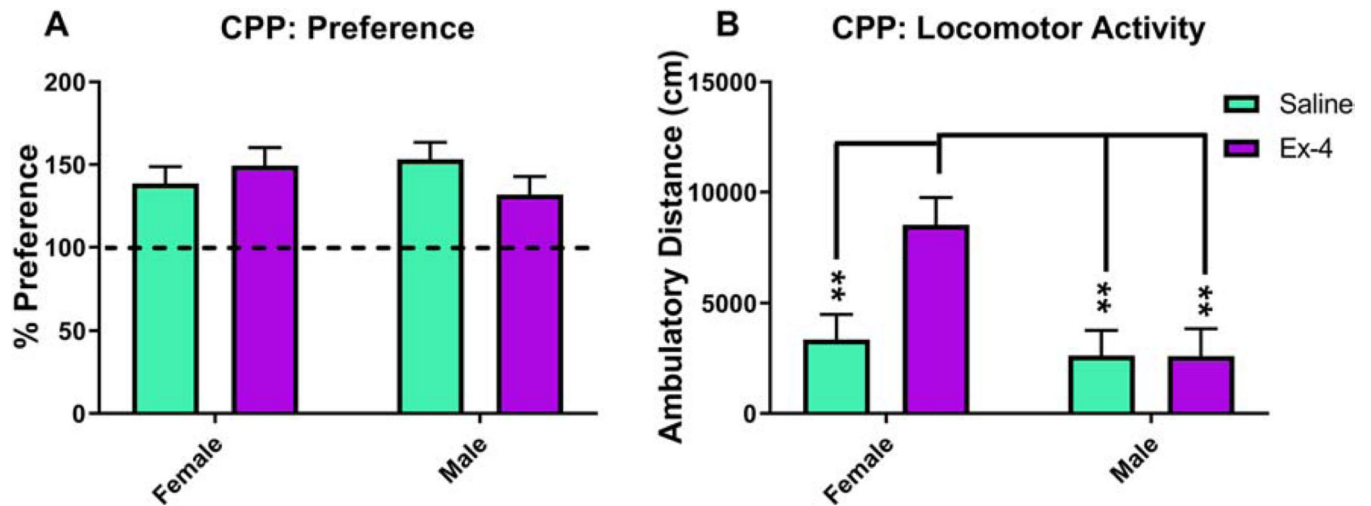 A
CPP: Preference
% Preference
200
150
100
50
0
Female
Male
B
CPP: Locomotor Activity
Ambulatory Distance (cm)
15000
10000
5000
0
**
**
**
Female
Male
Saline
Ex-4